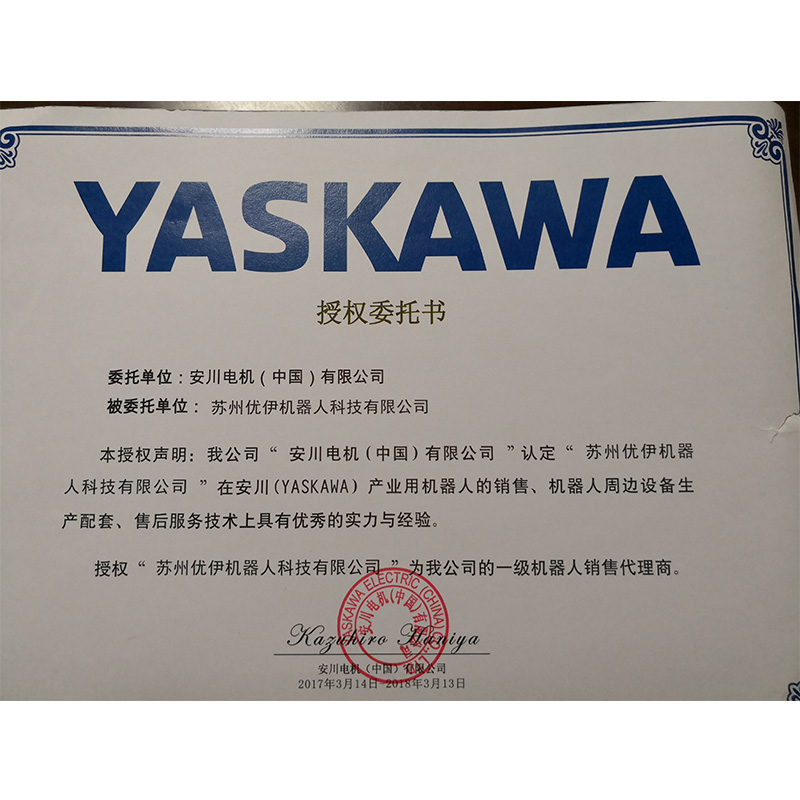 YASKAWA
授权委托书
委托单位：安川电机（中国）有限公司
被委托单位： 苏州优伊机器人科技有限公司
本授权声明：我公司“ 安川电机（中国）有限公司 ”认定“ 苏州优伊机器
人科技有限公司 ”在安川(YASKAWA) 产业用机器人的销售、机器人周边设备生
产配套、售后服务技术上具有优秀的实力与经验。
授权“ 苏州优伊机器人科技有限公司 ”为我公司的一级机器人销售代理商。
YASKAWA ELECTRIC (CHINA) CO., LTD.
安川电机(中国)有限公司
Kazuhiro Haniya
安川电机（中国）有限公司
2017年3月14日-2018年3月13日